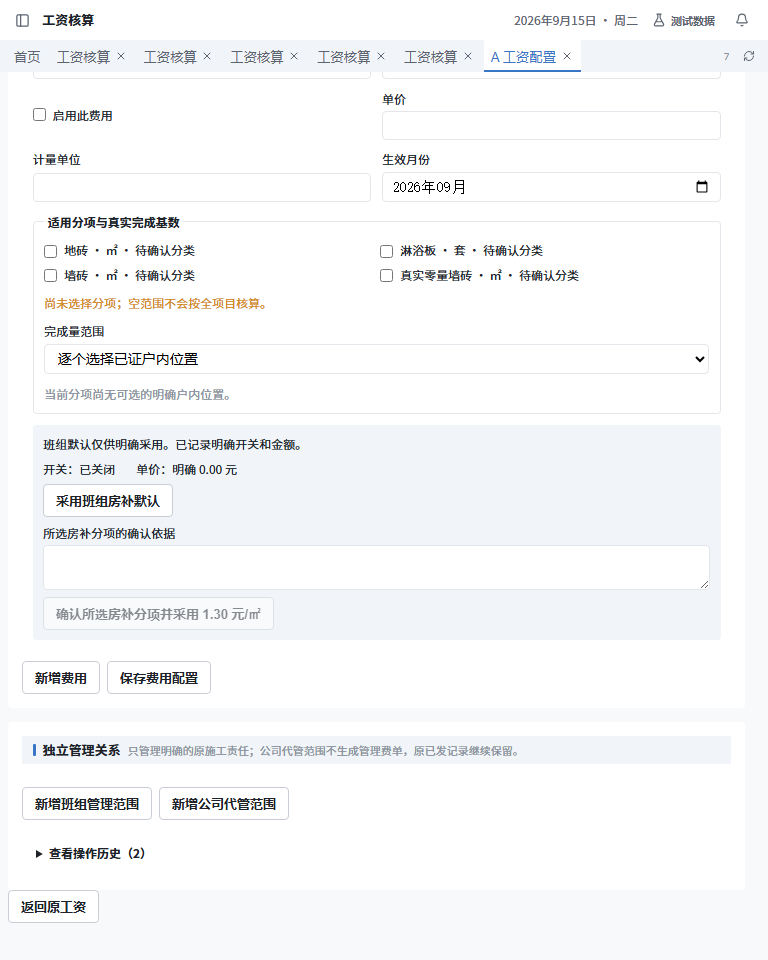 工资核算
2026年9月15日 • 周二 测试数据
首页 工资核算 × 工资核算 × 工资核算 × 工资核算 × 工资核算 × A 工资配置 × 7
启用此费用
单价
计量单位
生效月份
2026年09月
适用分项与真实完成基数
地砖 • ㎡ • 待确认分类
淋浴板 • 套 • 待确认分类
墙砖 • ㎡ • 待确认分类
真实零量墙砖 • ㎡ • 待确认分类
尚未选择分项；空范围不会按全项目核算。
完成量范围
逐个选择已证户内位置
当前分项尚无可选的明确户内位置。
班组默认仅供明确采用。已记录明确开关和金额。
开关：已关闭 单价：明确 0.00 元
采用班组房补默认
所选房补分项的确认依据
确认所选房补分项并采用 1.30 元/㎡
新增费用 保存费用配置
独立管理关系 只管理明确的原施工责任；公司代管范围不生成管理费单，原已发记录继续保留。
新增班组管理范围 新增公司代管范围
查看操作历史（2）
返回原工资